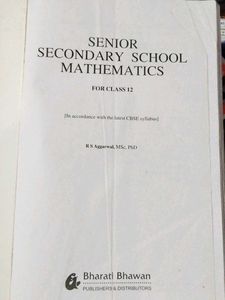 SENIOR
SECONDARY SCHOOL
MATHEMATICS
FOR CLASS 12
[In accordance with the latest CBSE syllabus]
R S Aggarwal, MSc, PhD
Bharati Bhawan
PUBLISHERS & DISTRIBUTORS